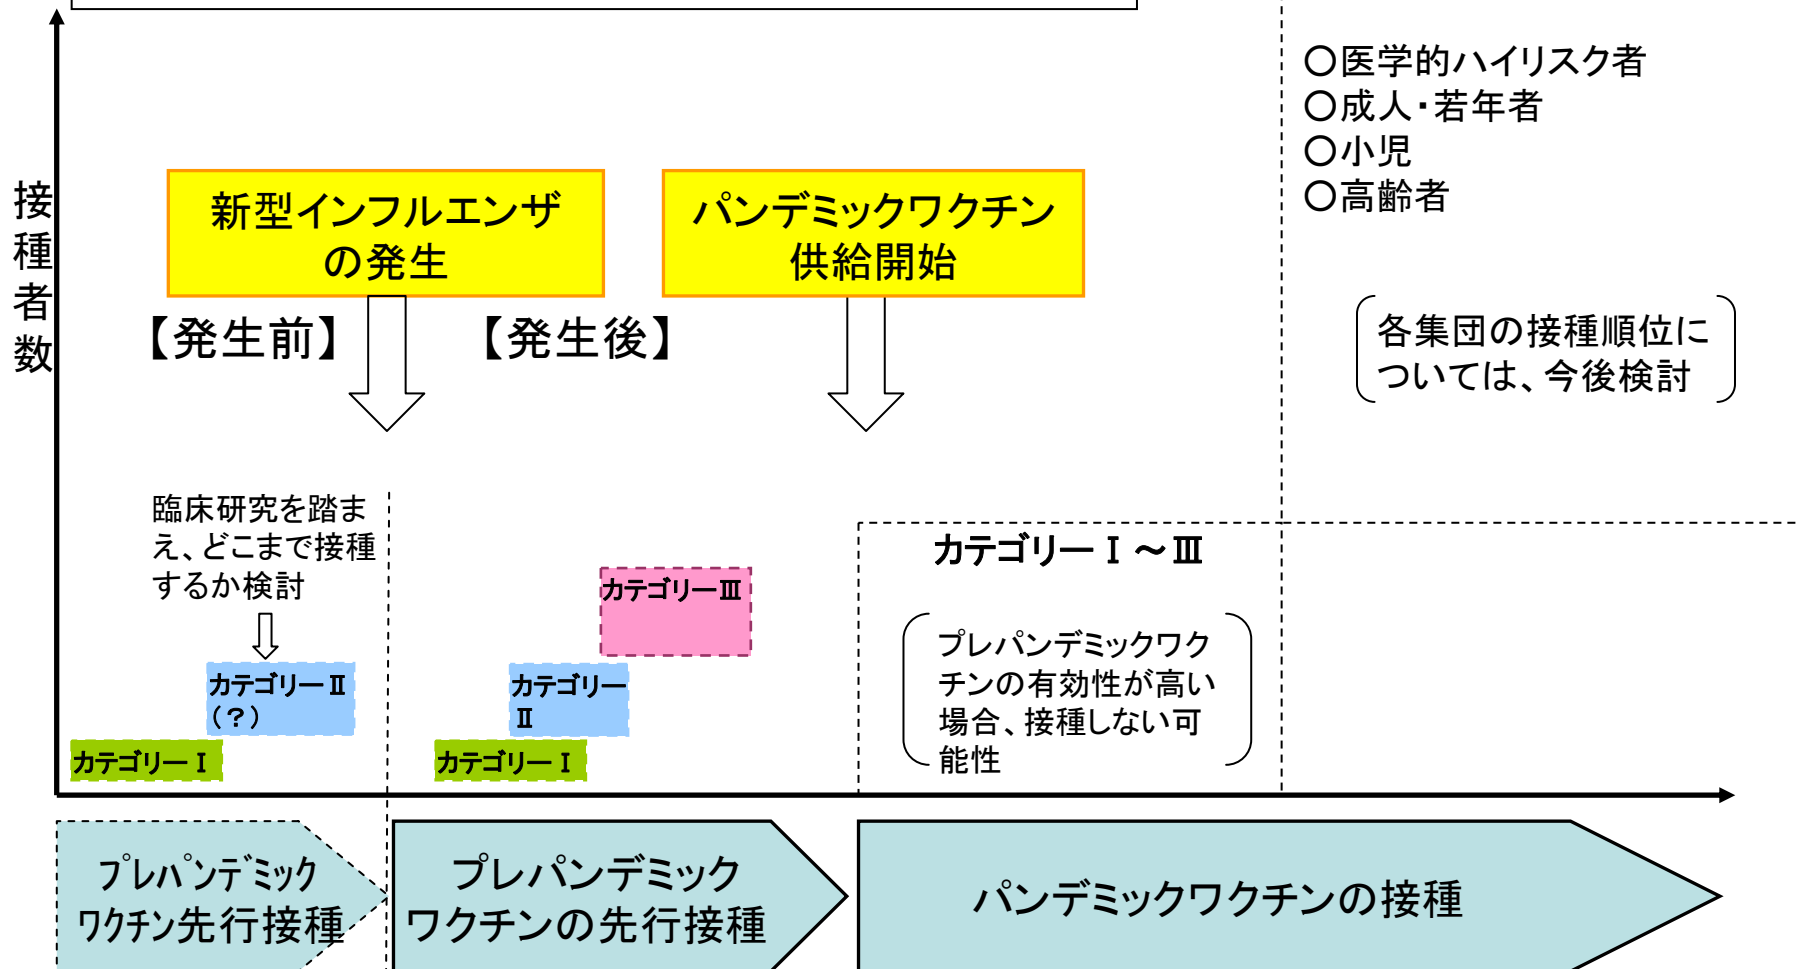 ○医学的ハイリスク者
○成人・若年者
○小児
○高齢者
接種者数
新型インフルエンザ
の発生
パンデミックワクチン
供給開始
【発生前】
【発生後】
各集団の接種順位に
ついては、今後検討
臨床研究を踏ま
え、どこまで接種
するか検討
カテゴリーⅠ～Ⅲ
カテゴリーⅢ
プレパンデミックワク
チンの有効性が高い
場合、接種しない可
能性
カテゴリーⅡ
(？)
カテゴリー
Ⅱ
カテゴリーⅠ
カテゴリーⅠ
プレパンデミック
ワクチン先行接種
プレパンデミック
ワクチンの先行接種
パンデミックワクチンの接種